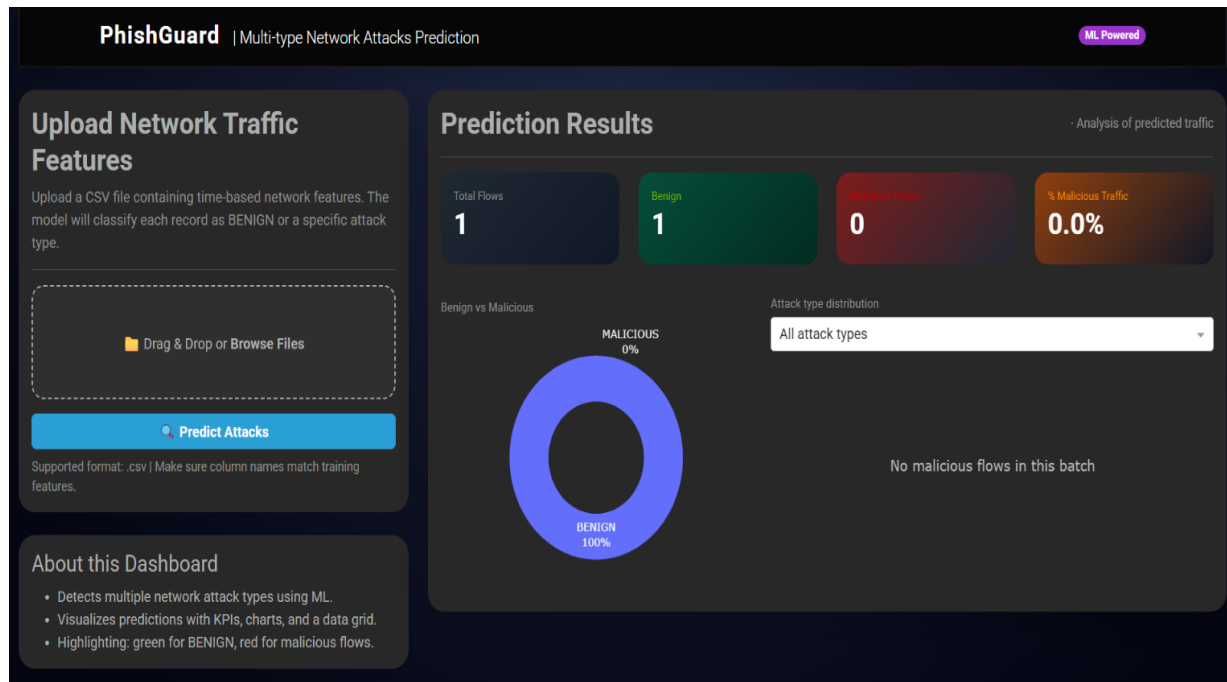 PhishGuard | Multi-type Network Attacks Prediction
ML Powered
Upload Network Traffic
Features
Upload a CSV file containing time-based network features. The
model will classify each record as BENIGN or a specific attack
type.
Drag & Drop or Browse Files
Predict Attacks
Supported format: .csv | Make sure column names match training
features.
About this Dashboard
• Detects multiple network attack types using ML.
• Visualizes predictions with KPIs, charts, and a data grid.
• Highlighting: green for BENIGN, red for malicious flows.
Prediction Results
· Analysis of predicted traffic
Total Flows
1
Benign
1
Malicious Flows
0
% Malicious Traffic
0.0%
Benign vs Malicious
MALICIOUS
0%
BENIGN
100%
Attack type distribution
All attack types
No malicious flows in this batch